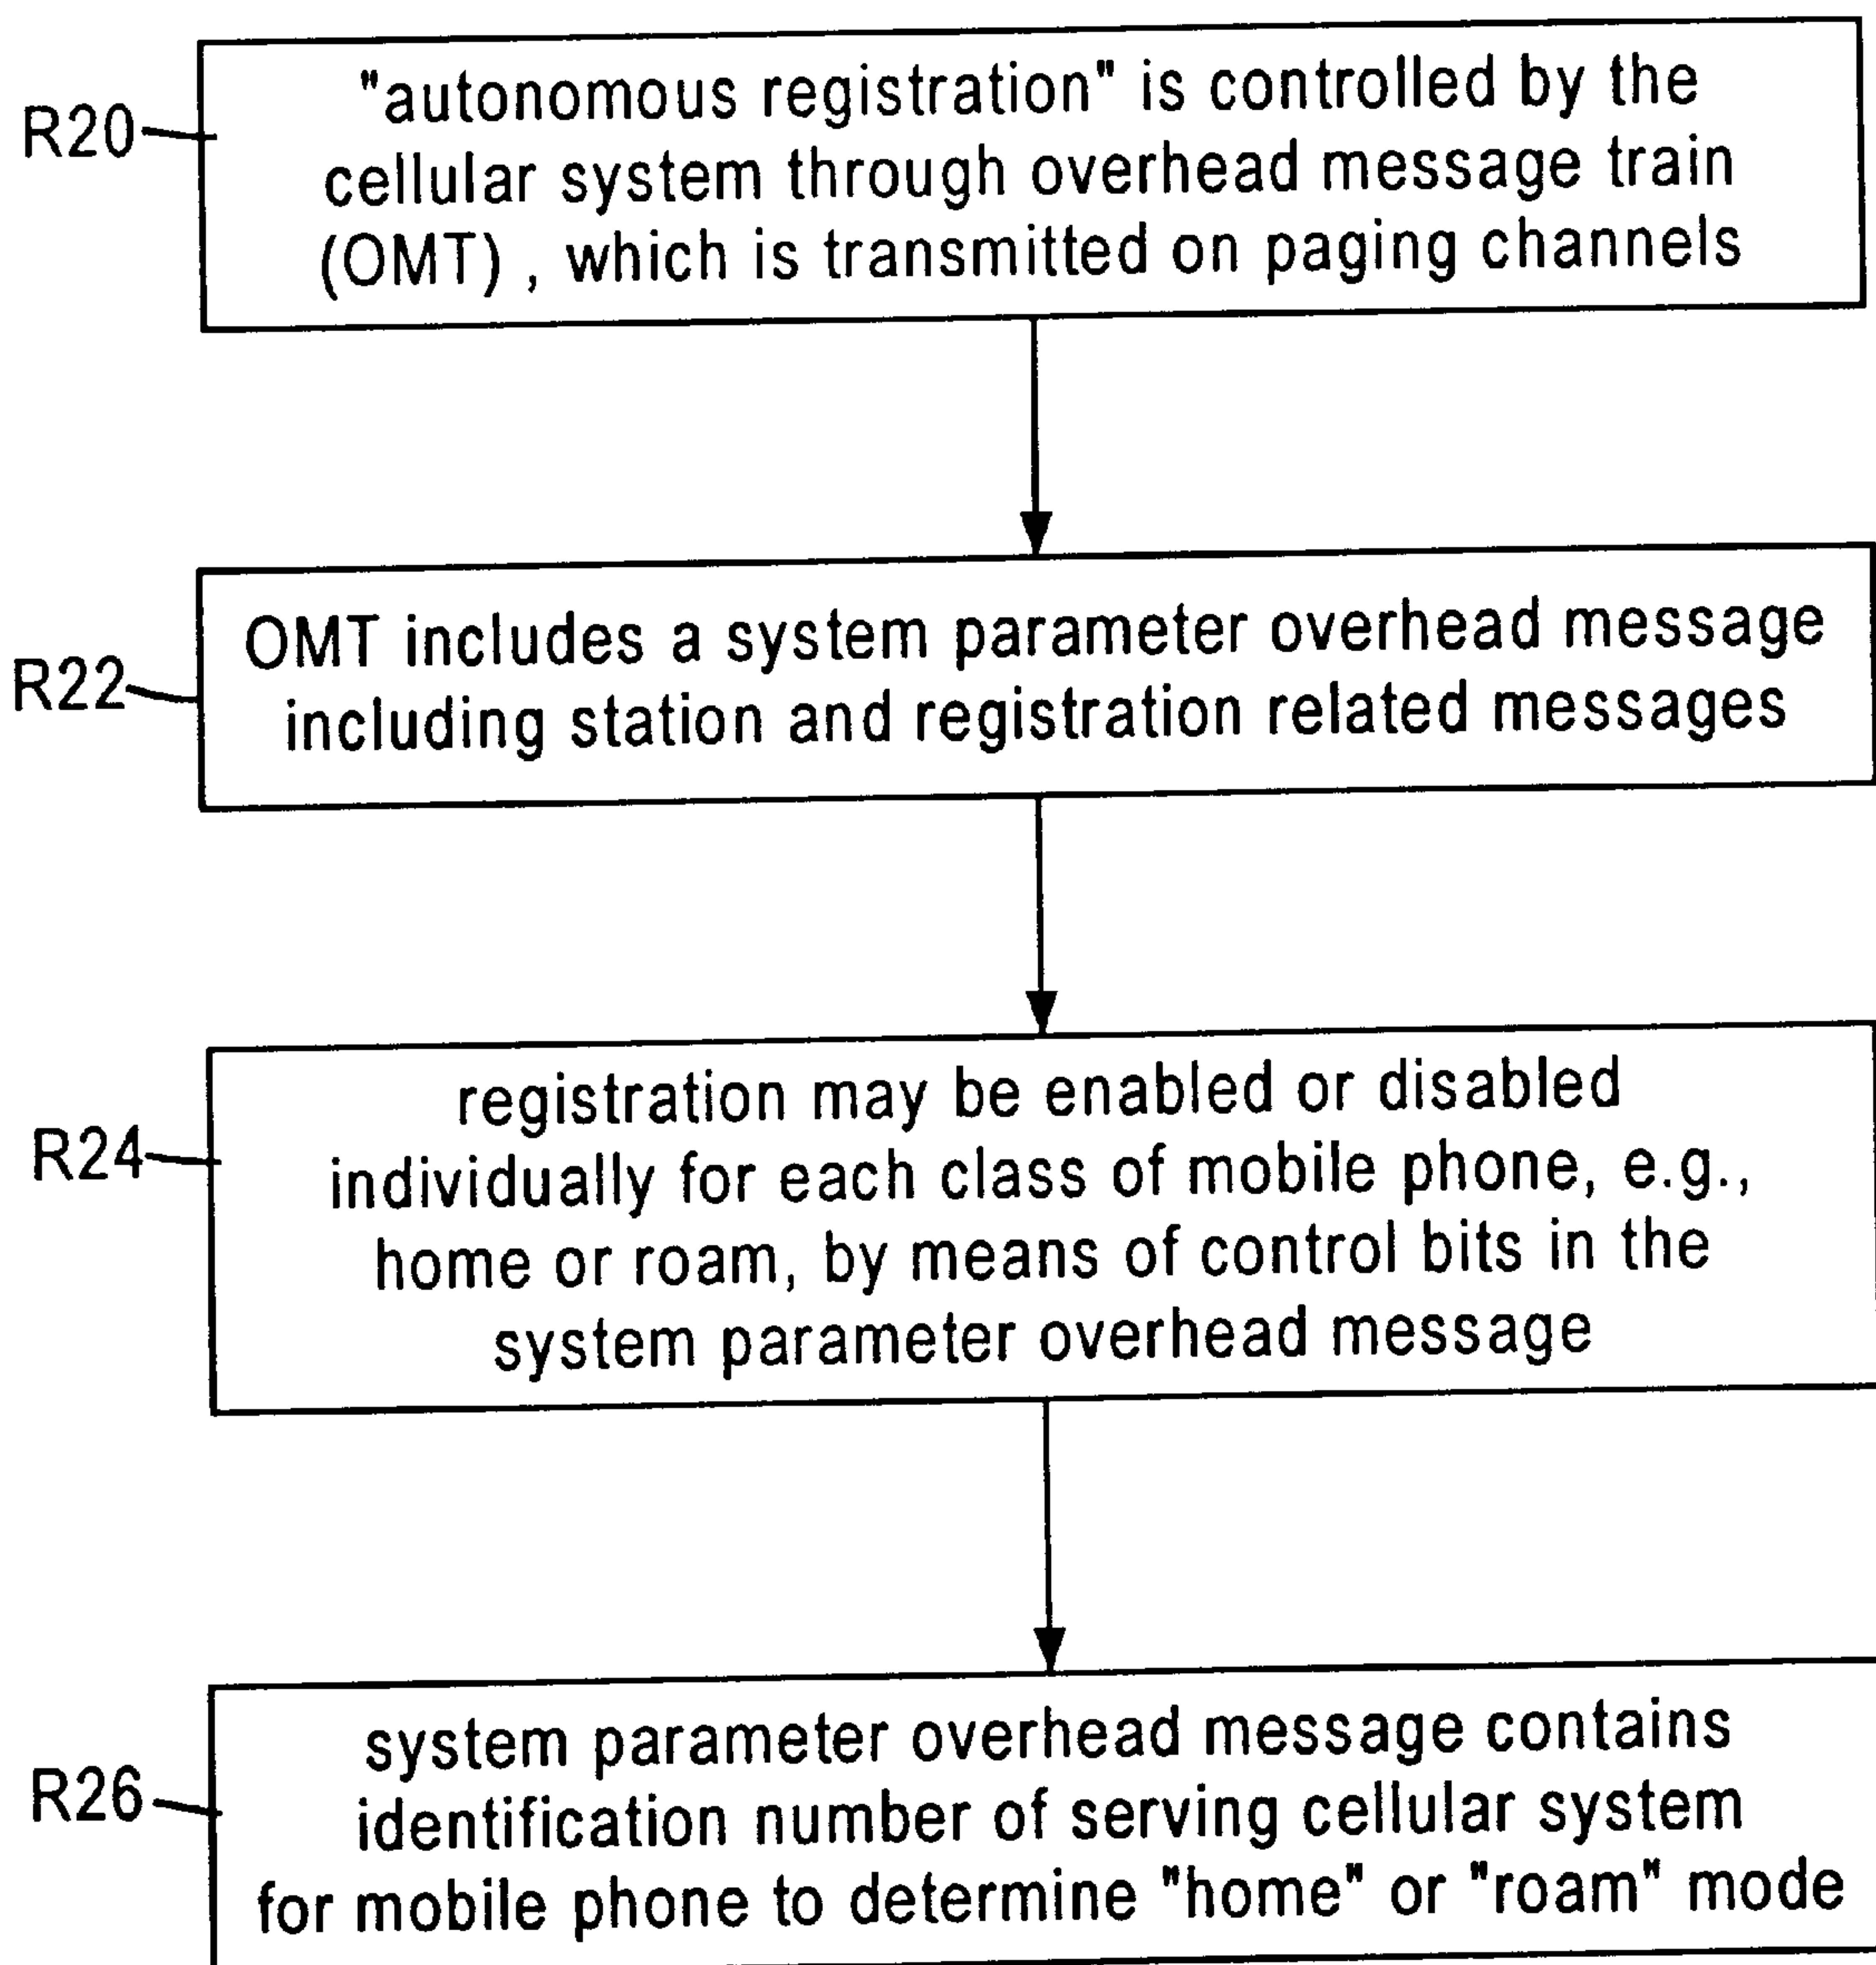 R20
"autonomous registration" is controlled by the
cellular system through overhead message train
(OMT) , which is transmitted on paging channels
R22
OMT includes a system parameter overhead message
including station and registration related messages
R24
registration may be enabled or disabled
individually for each class of mobile phone, e.g.,
home or roam, by means of control bits in the
system parameter overhead message
R26
system parameter overhead message contains
identification number of serving cellular system
for mobile phone to determine "home" or "roam" mode